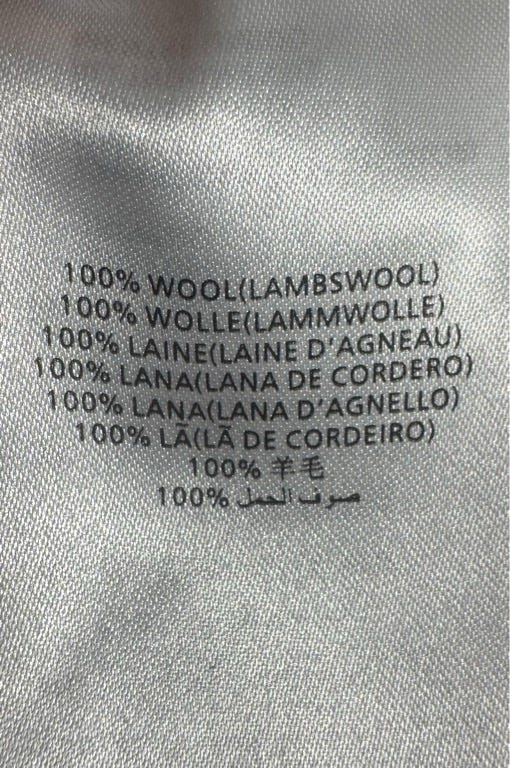 100% WOOL(LAMBSWOOL)
100% WOLLE(LAMMWOLLE)
100% LAINE(LAINE D'AGNEAU)
100% LANA(LANA DE CORDERO)
100% LANA(LANA D'AGNELLO)
100% LÃ(LÃ DE CORDEIRO)
100% 羊毛
100% صوف الحمل